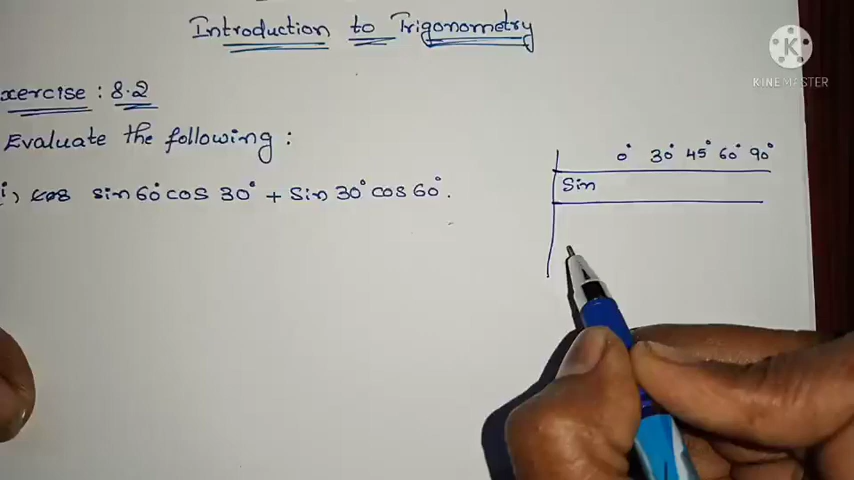 Introduction to Trigonometry
K
KINEMASTER
xercise : 8.2
Evaluate the following :
i) cos sin 60° cos 30° + Sin 30° cos 60°.
0° 30° 45° 60° 90°
Sin